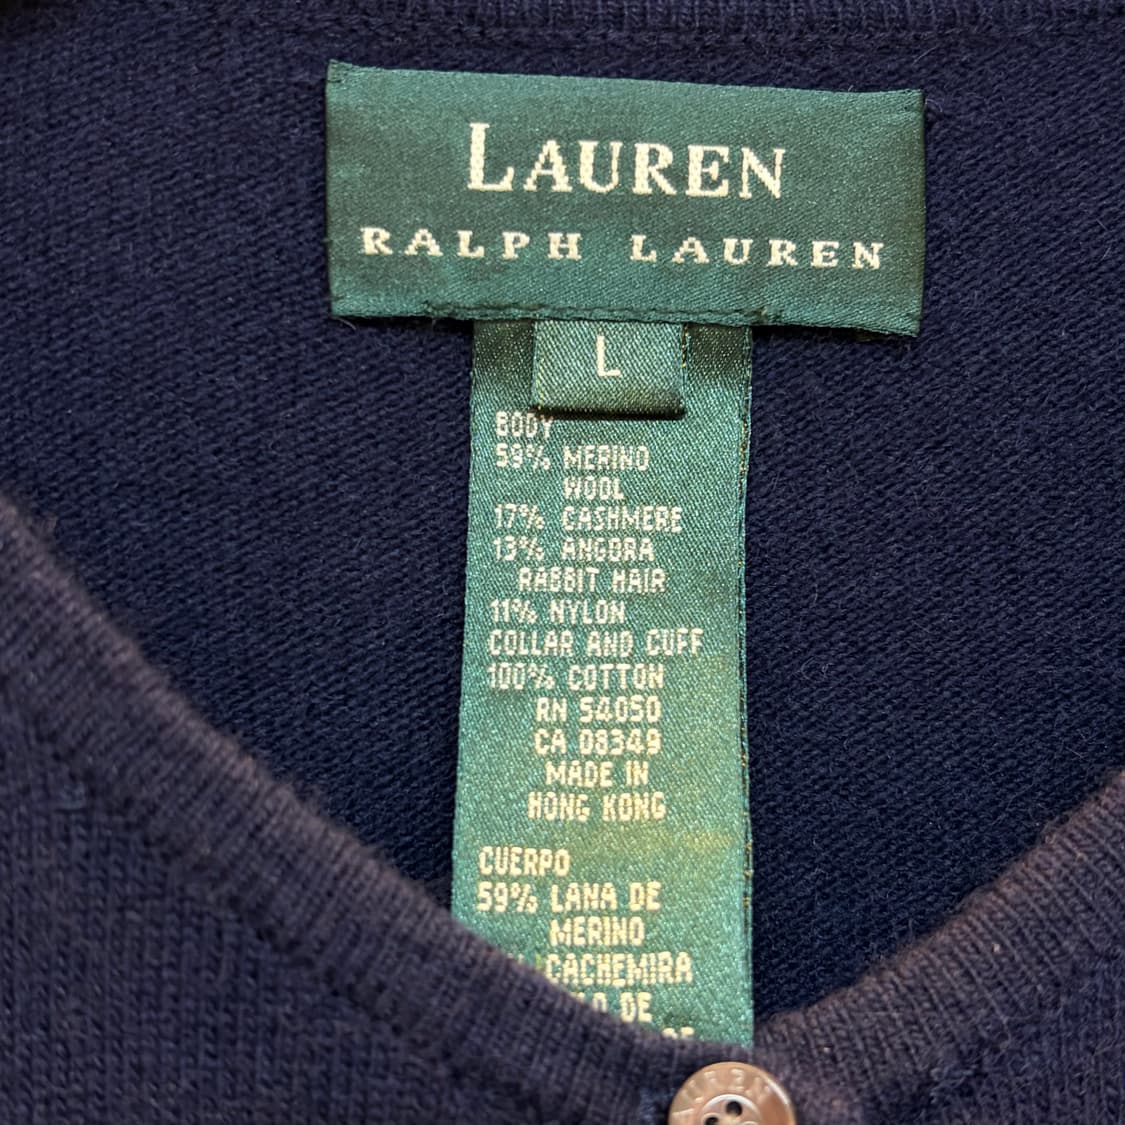 LAUREN
RALPH LAUREN
L
BODY
59% MERINO
WOOL
17% CASHMERE
13% ANGORA
RABBIT HAIR
11% NYLON
COLLAR AND CUFF
100% COTTON
RN 54050
CA 08349
MADE IN
HONG KONG
CUERPO
59% LANA DE
MERINO
CACHEMIRA
DE